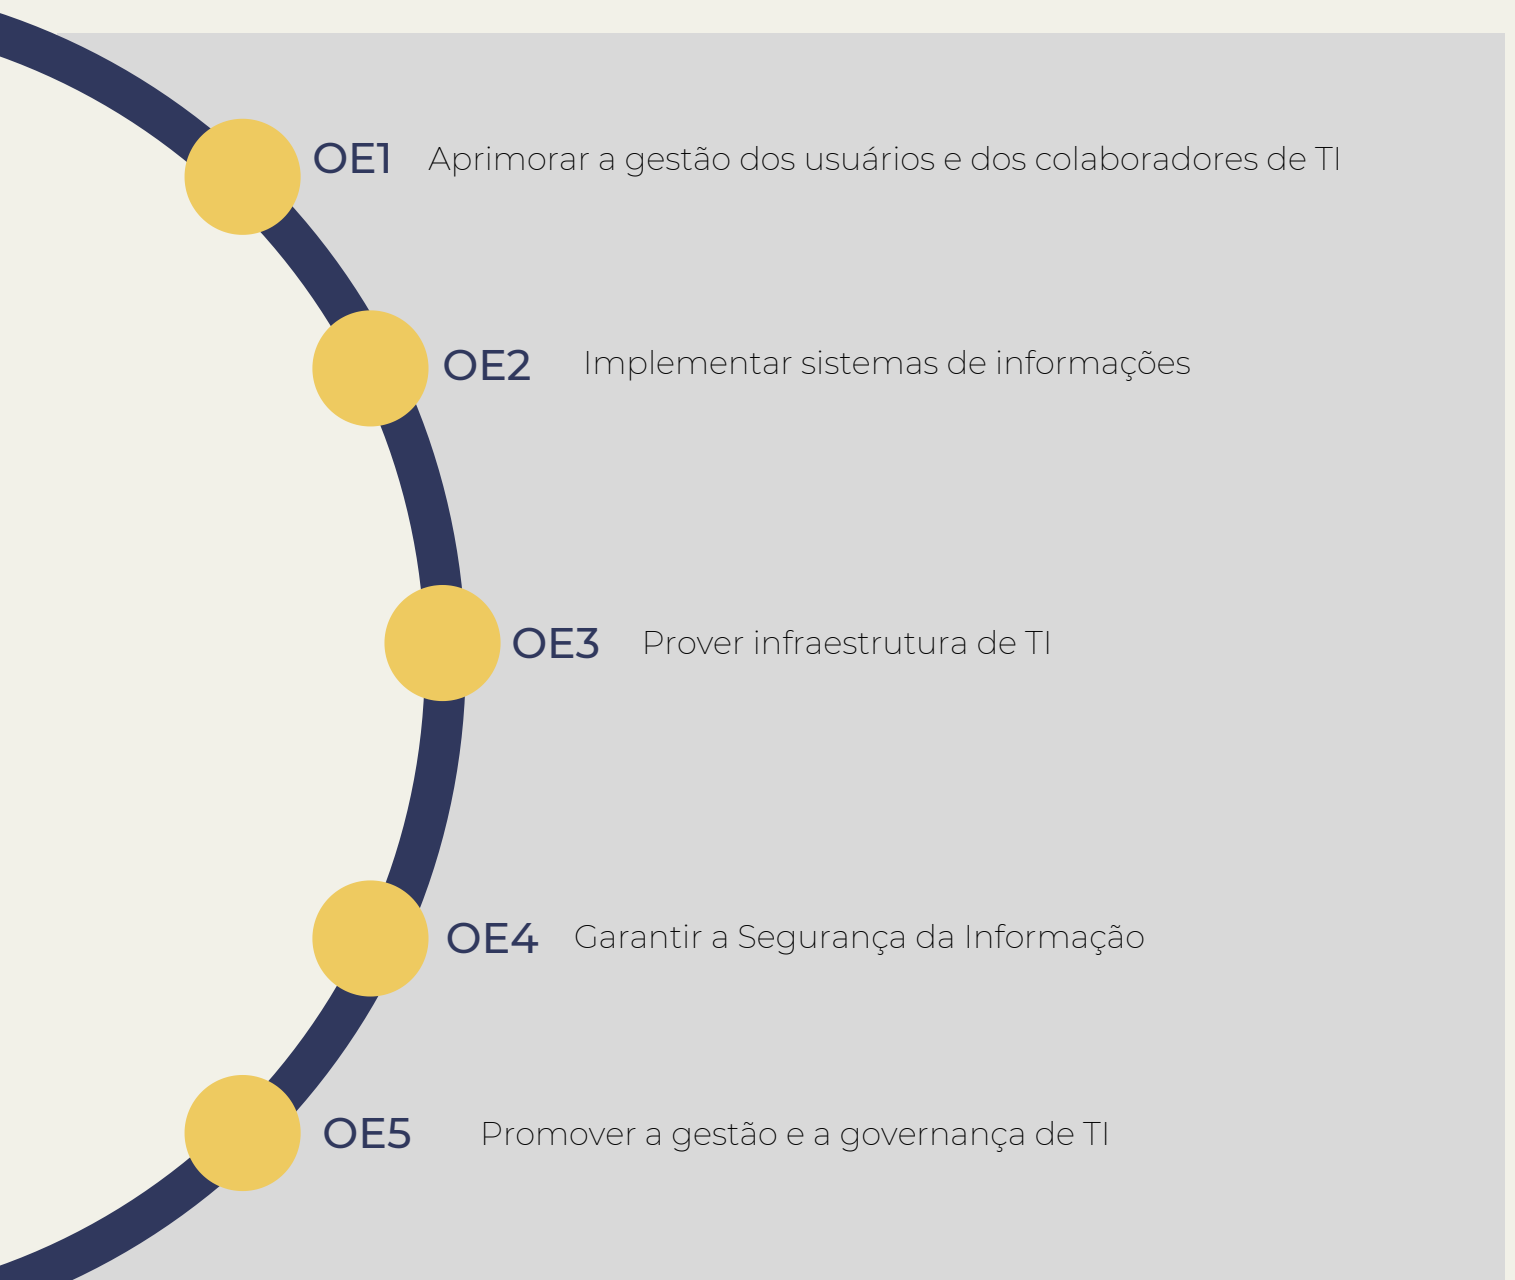 OE1 Aprimorar a gestão dos usuários e dos colaboradores de TI
OE2 Implementar sistemas de informações
OE3 Prover infraestrutura de TI
OE4 Garantir a Segurança da Informação
OE5 Promover a gestão e a governança de TI